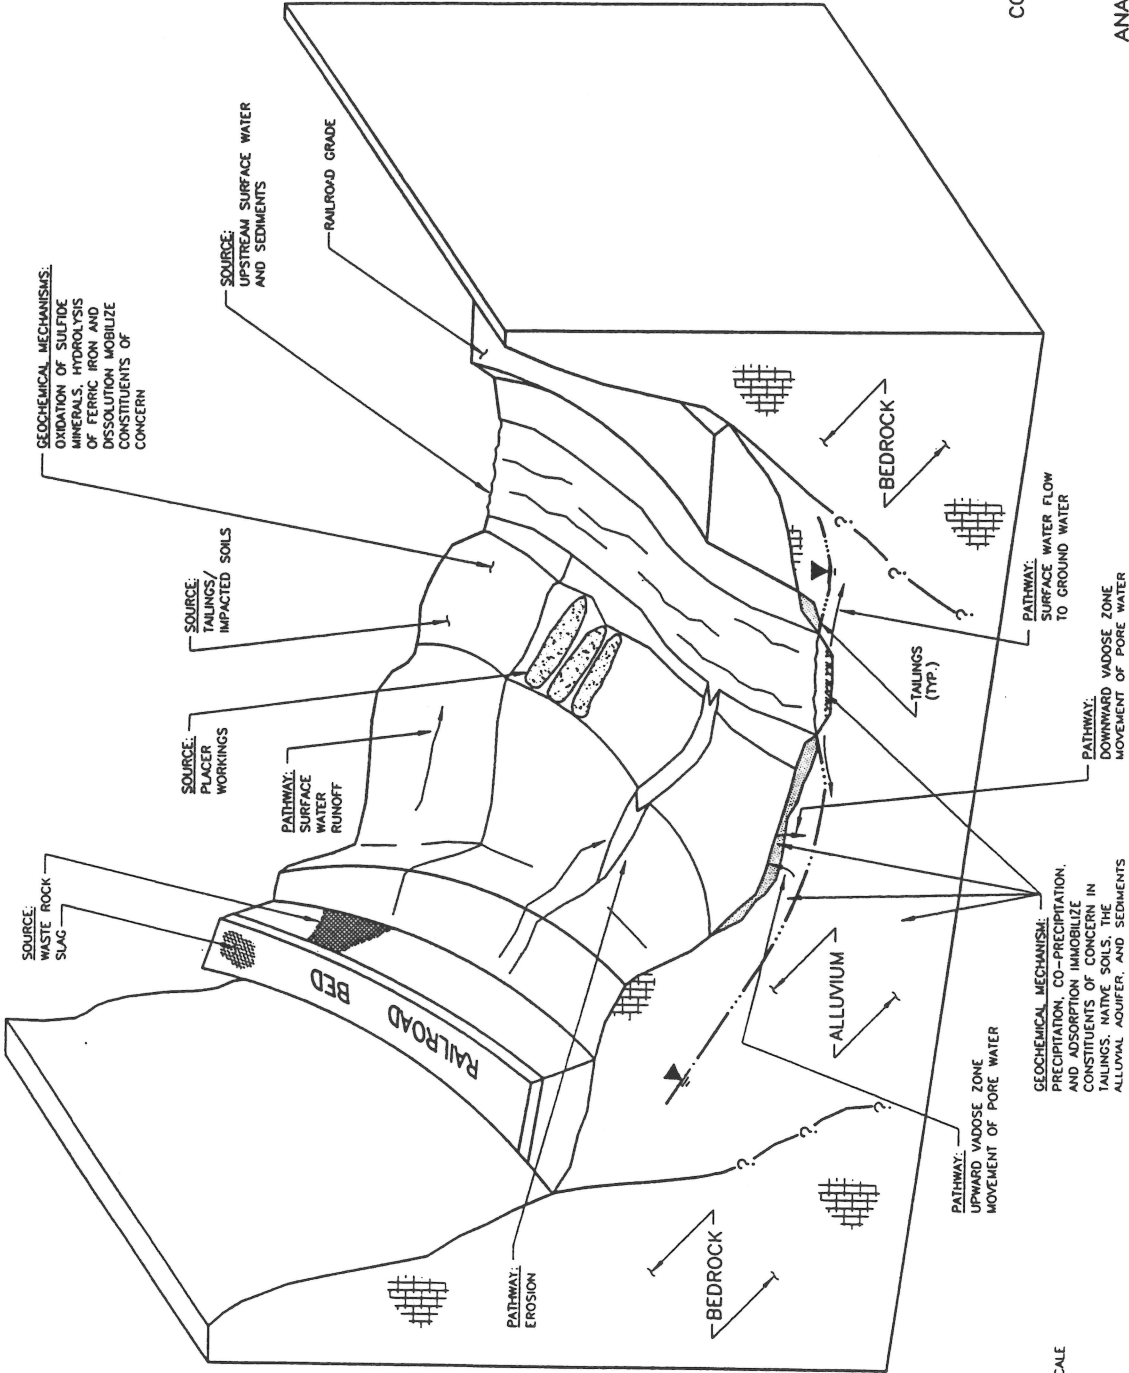 GEOCHEMICAL MECHANISMS:
OXIDATION OF SULFIDE
MINERALS, HYDROLYSIS
OF FERRIC IRON AND
DISSOLUTION MOBILIZE
CONSTITUENTS OF
CONCERN
SOURCE:
UPSTREAM SURFACE WATER
AND SEDIMENTS
RAILROAD GRADE
SOURCE:
TAILINGS/
IMPACTED SOILS
SOURCE:
PLACER
WORKINGS
PATHWAY:
SURFACE
WATER
RUNOFF
SOURCE:
WASTE ROCK
SLAG
RAILROAD BED
PATHWAY:
EROSION
BEDROCK
BEDROCK
ALLUVIUM
TAILINGS
(TYP.)
PATHWAY:
SURFACE WATER FLOW
TO GROUND WATER
PATHWAY:
DOWNWARD VADOSE ZONE
MOVEMENT OF PORE WATER
PATHWAY:
UPWARD VADOSE ZONE
MOVEMENT OF PORE WATER
GEOCHEMICAL MECHANISM:
PRECIPITATION, CO-PRECIPITATION,
AND ADSORPTION IMMOBILIZE
CONSTITUENTS OF CONCERN IN
TAILINGS, NATIVE SOILS, THE
ALLUVIAL AQUIFER, AND SEDIMENTS
?
?
?
?
?
?
CO
ANA
CALE